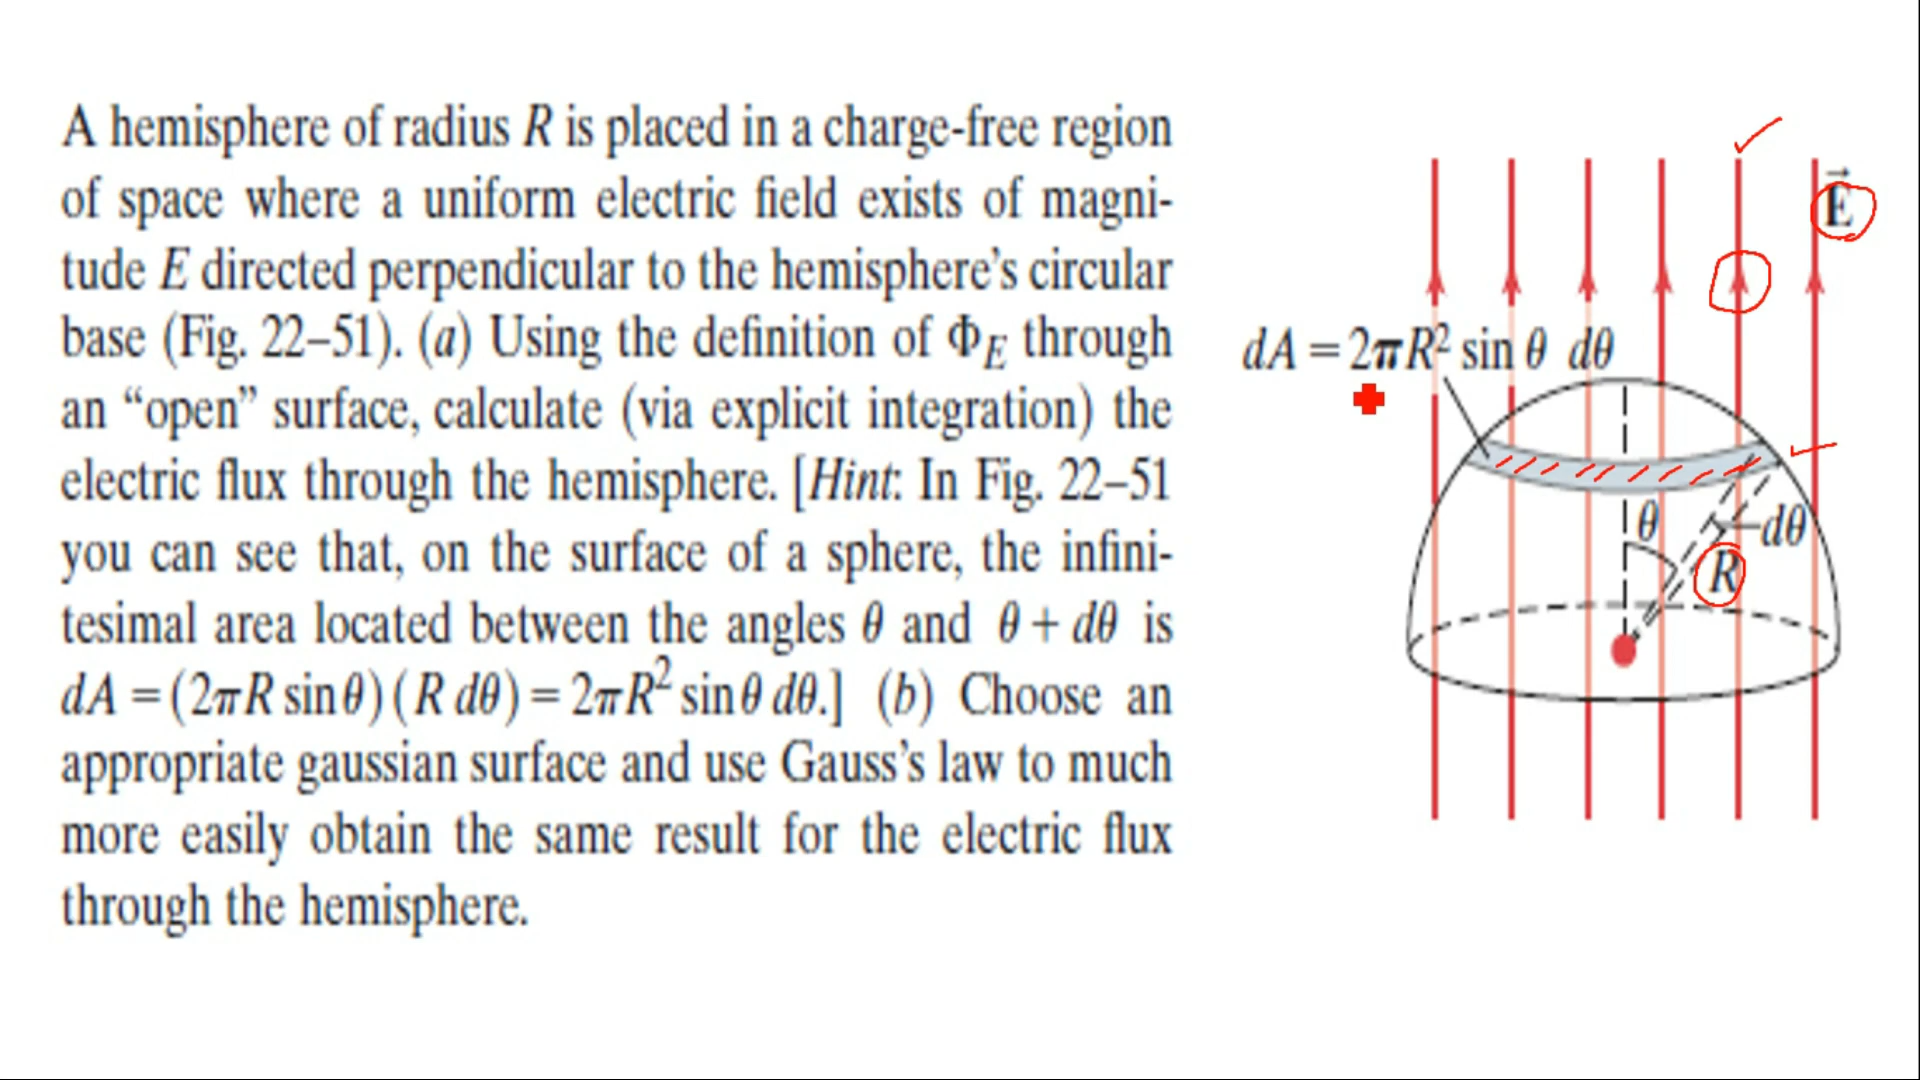 A hemisphere of radius R is placed in a charge-free region
of space where a uniform electric field exists of magni-
tude E directed perpendicular to the hemisphere's circular
base (Fig. 22–51). (a) Using the definition of Φ_E through
an “open” surface, calculate (via explicit integration) the
electric flux through the hemisphere. [Hint: In Fig. 22–51
you can see that, on the surface of a sphere, the infini-
tesimal area located between the angles θ and θ + dθ is
dA = (2πR sin θ)(R dθ) = 2πR² sin θ dθ.] (b) Choose an
appropriate gaussian surface and use Gauss's law to much
more easily obtain the same result for the electric flux
through the hemisphere.
E⃗
dA = 2πR² sin θ dθ
θ
dθ
R